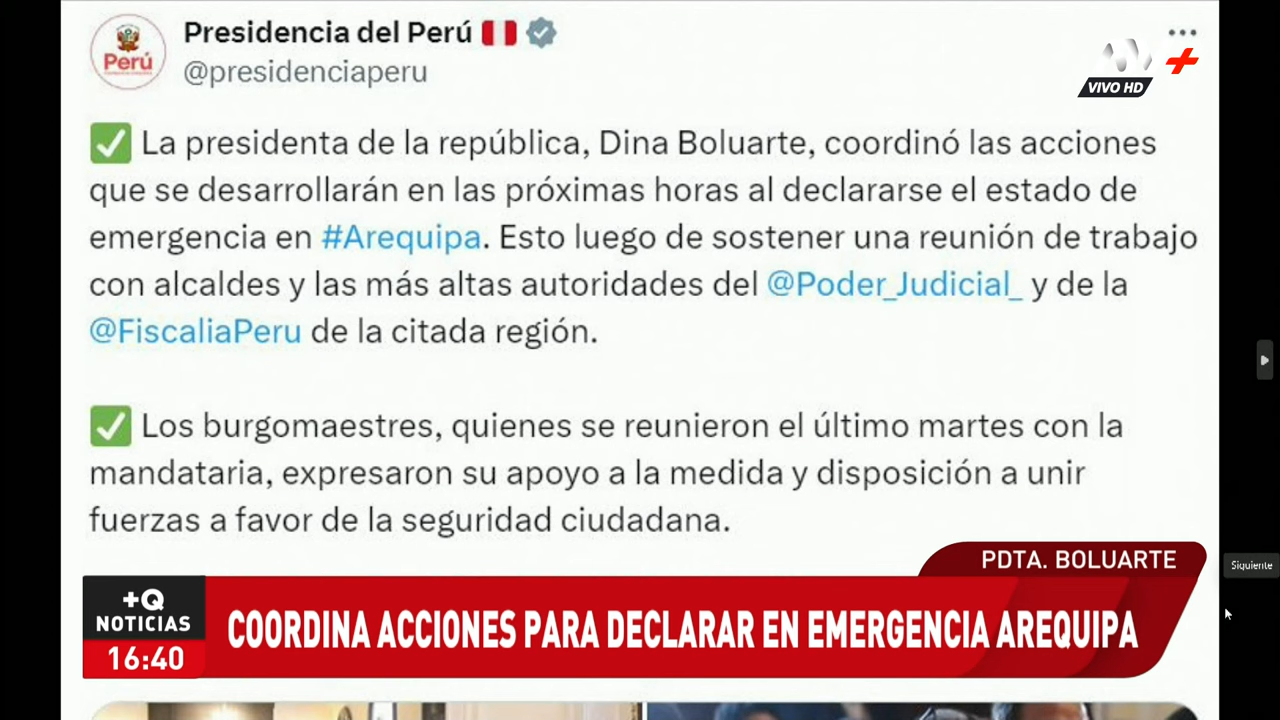 Perú
Presidencia del Perú
@presidenciaperu
VIVO HD
La presidenta de la república, Dina Boluarte, coordinó las acciones
que se desarrollarán en las próximas horas al declararse el estado de
emergencia en #Arequipa. Esto luego de sostener una reunión de trabajo
con alcaldes y las más altas autoridades del @Poder_Judicial_ y de la
@FiscaliaPeru de la citada región.
Los burgomaestres, quienes se reunieron el último martes con la
mandataria, expresaron su apoyo a la medida y disposición a unir
fuerzas a favor de la seguridad ciudadana.
PDTA. BOLUARTE
Siguiente
+Q
NOTICIAS
16:40
COORDINA ACCIONES PARA DECLARAR EN EMERGENCIA AREQUIPA